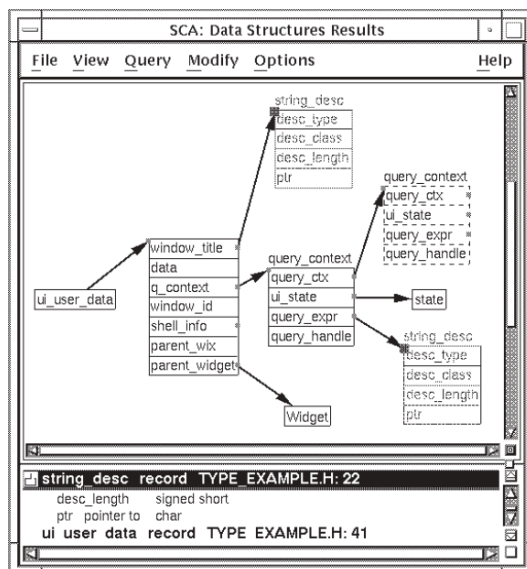 SCA: Data Structures Results
File View Query Modify Options Help
string_desc
desc_type
desc_class
desc_length
ptr
query_context
query_ctx
ui_state
query_expr
query_handle
window_title
data
q_context
window_id
shell_info
parent_wix
parent_widget
query_context
query_ctx
ui_state
query_expr
query_handle
ui_user_data
state
string_desc
desc_type
desc_class
desc_length
ptr
Widget
string_desc record TYPE_EXAMPLE.H: 22
desc_length signed short
ptr pointer to char
ui user data record TYPE EXAMPLE.H: 41